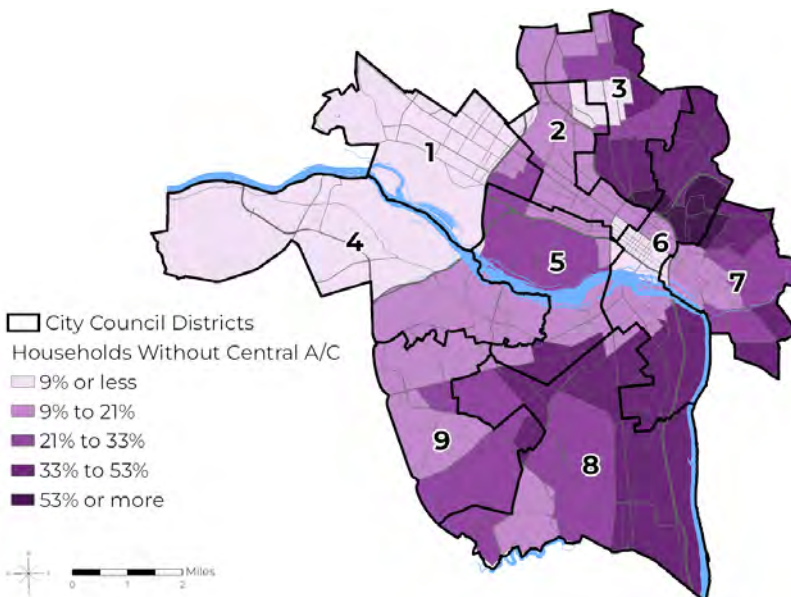 3
2
1
6
4
5
7
City Council Districts
Households Without Central A/C
9% or less
9% to 21%
21% to 33%
33% to 53%
53% or more
9
8
Miles
0 1 2